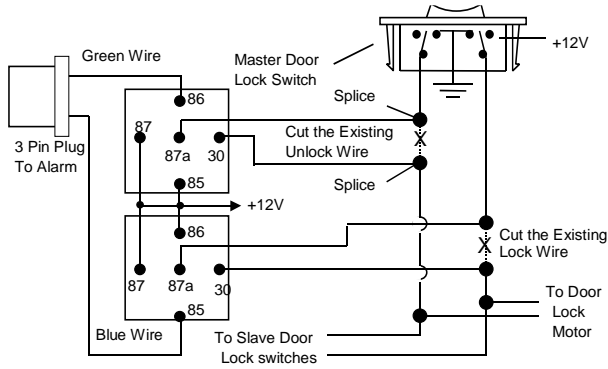 Green Wire
Master Door
Lock Switch
+12V
3 Pin Plug
To Alarm
86
87
87a
30
85
Splice
Cut the Existing
Unlock Wire
X
Splice
+12V
86
87
87a
30
85
Blue Wire
X
Cut the Existing
Lock Wire
To Door
Lock
Motor
To Slave Door
Lock switches